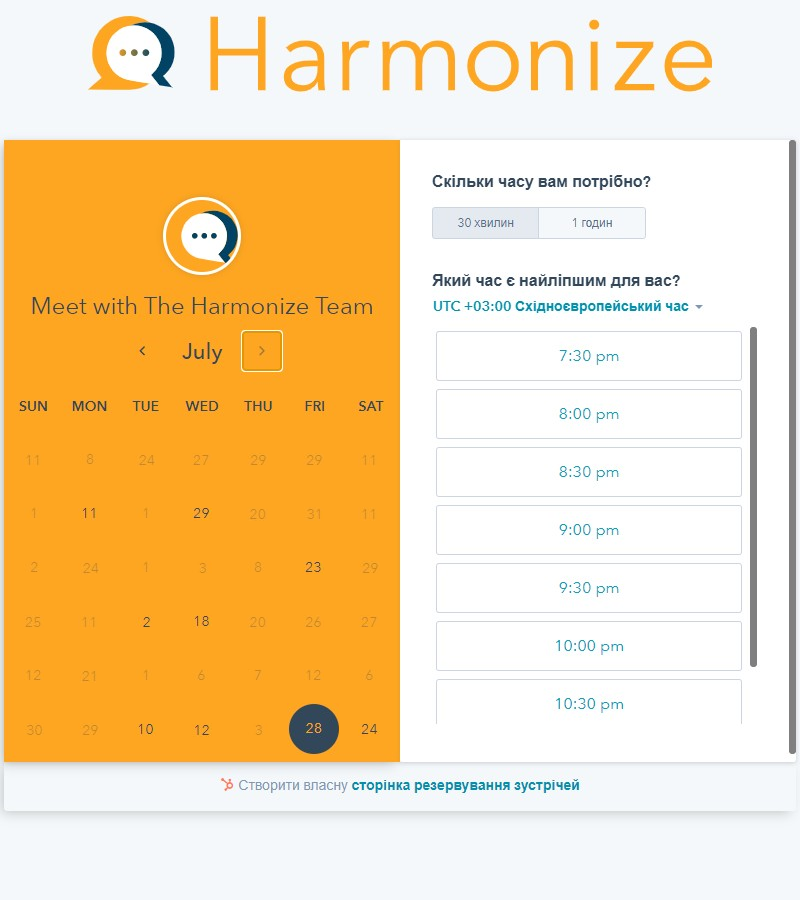 Harmonize
Meet with The Harmonize Team
July
SUN MON TUE WED THU FRI SAT
11 8 24 27 29 29 11
1 11 1 29 20 31 11
2 24 1 3 8 23 29
25 11 2 18 20 26 27
12 21 1 6 7 12 6
30 29 10 12 3 28 24
Скільки часу вам потрібно?
30 хвилин 1 годин
Який час є найліпшим для вас?
UTC +03:00 Східноєвропейський час
7:30 pm
8:00 pm
8:30 pm
9:00 pm
9:30 pm
10:00 pm
10:30 pm
Створити власну сторінка резервування зустрічей